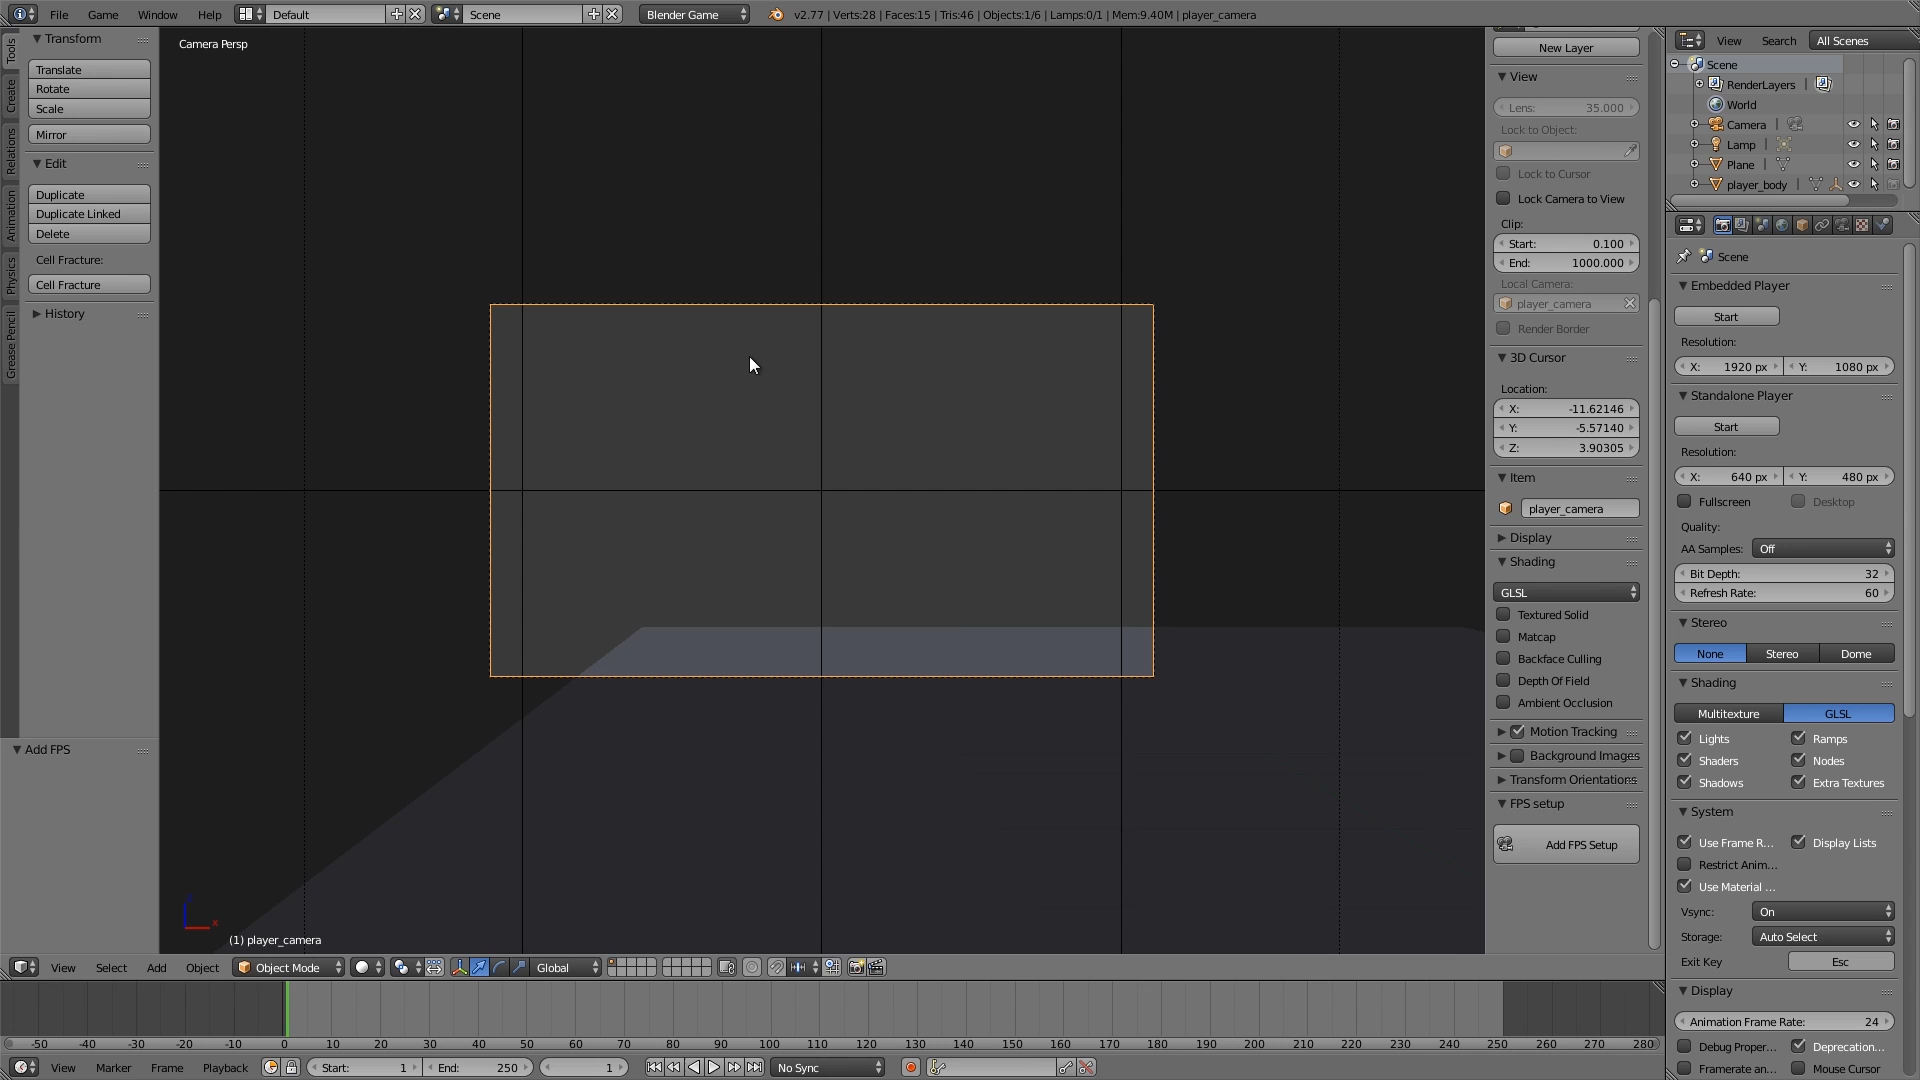 File Game Window Help Default Scene Blender Game v2.77 | Verts:28 | Faces:15 | Tris:46 | Objects:1/6 | Lamps:0/1 | Mem:9.40M | player_camera
Tools
Create
Relations
Animation
Physics
Grease Pencil
Transform
Translate
Rotate
Scale
Mirror
Edit
Duplicate
Duplicate Linked
Delete
Cell Fracture:
Cell Fracture
History
Add FPS
Camera Persp
x
(1) player_camera
New Layer
View
Lens: 35.000
Lock to Object:
Lock to Cursor
Lock Camera to View
Clip:
Start: 0.100
End: 1000.000
Local Camera:
player_camera
Render Border
3D Cursor
Location:
X: -11.62146
Y: -5.57140
Z: 3.90305
Item
player_camera
Display
Shading
GLSL
Textured Solid
Matcap
Backface Culling
Depth Of Field
Ambient Occlusion
Motion Tracking
Background Images
Transform Orientations
FPS setup
Add FPS Setup
View Search All Scenes
Scene
RenderLayers |
World
Camera |
Lamp |
Plane |
player_body |
Scene
Embedded Player
Start
Resolution:
X: 1920 px Y: 1080 px
Standalone Player
Start
Resolution:
X: 640 px Y: 480 px
Fullscreen Desktop
Quality:
AA Samples: Off
Bit Depth: 32
Refresh Rate: 60
Stereo
None Stereo Dome
Shading
Multitexture GLSL
Lights Ramps
Shaders Nodes
Shadows Extra Textures
System
Use Frame R... Display Lists
Restrict Anim...
Use Material ...
Vsync: On
Storage: Auto Select
Exit Key Esc
Display
Animation Frame Rate: 24
Debug Proper... Deprecation...
Framerate an... Mouse Cursor
View Select Add Object Object Mode Global
-50 -40 -30 -20 -10 0 10 20 30 40 50 60 70 80 90 100 110 120 130 140 150 160 170 180 190 200 210 220 230 240 250 260 270 280
View Marker Frame Playback Start: 1 End: 250 1 No Sync